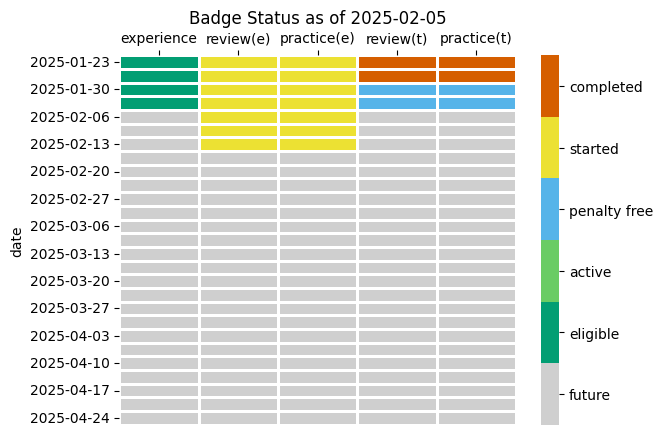 Badge Status as of 2025-02-05
experience review(e) practice(e) review(t) practice(t)
date
2025-01-23
2025-01-30
2025-02-06
2025-02-13
2025-02-20
2025-02-27
2025-03-06
2025-03-13
2025-03-20
2025-03-27
2025-04-03
2025-04-10
2025-04-17
2025-04-24
completed
started
penalty free
active
eligible
future